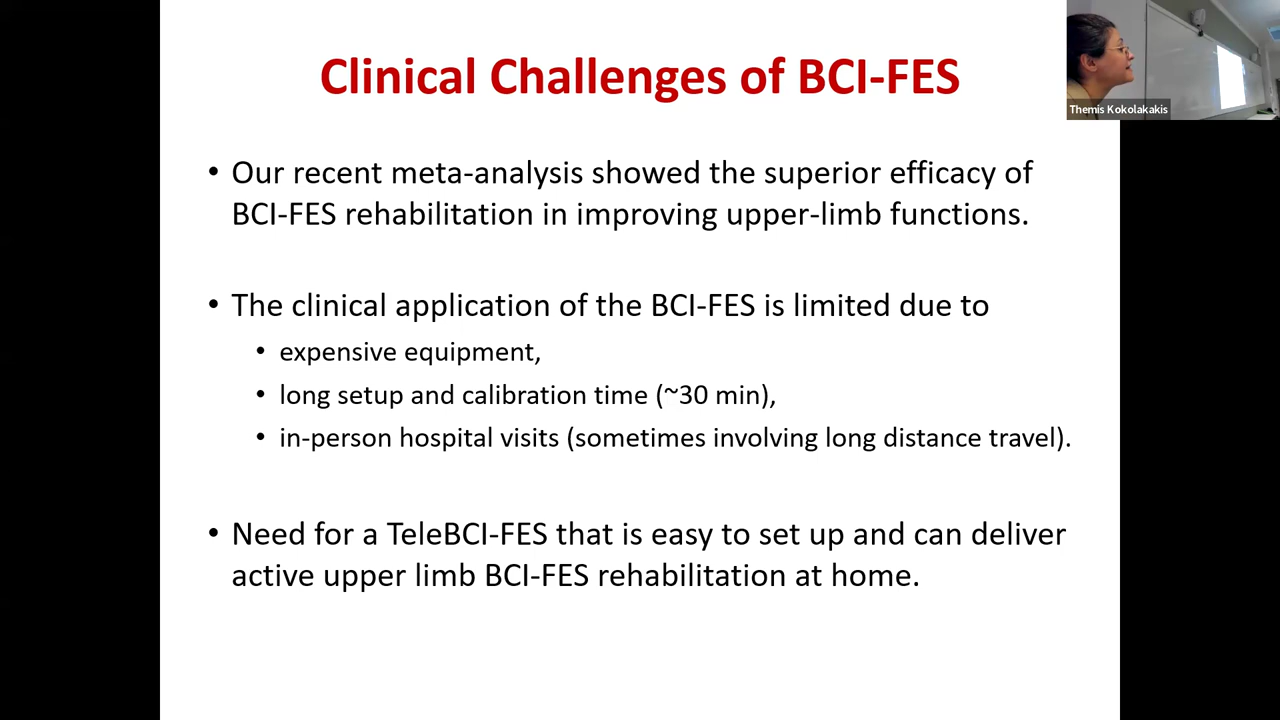 Clinical Challenges of BCI-FES
Themis Kokolakakis
• Our recent meta-analysis showed the superior efficacy of
BCI-FES rehabilitation in improving upper-limb functions.
• The clinical application of the BCI-FES is limited due to
• expensive equipment,
• long setup and calibration time (~30 min),
• in-person hospital visits (sometimes involving long distance travel).
• Need for a TeleBCI-FES that is easy to set up and can deliver
active upper limb BCI-FES rehabilitation at home.